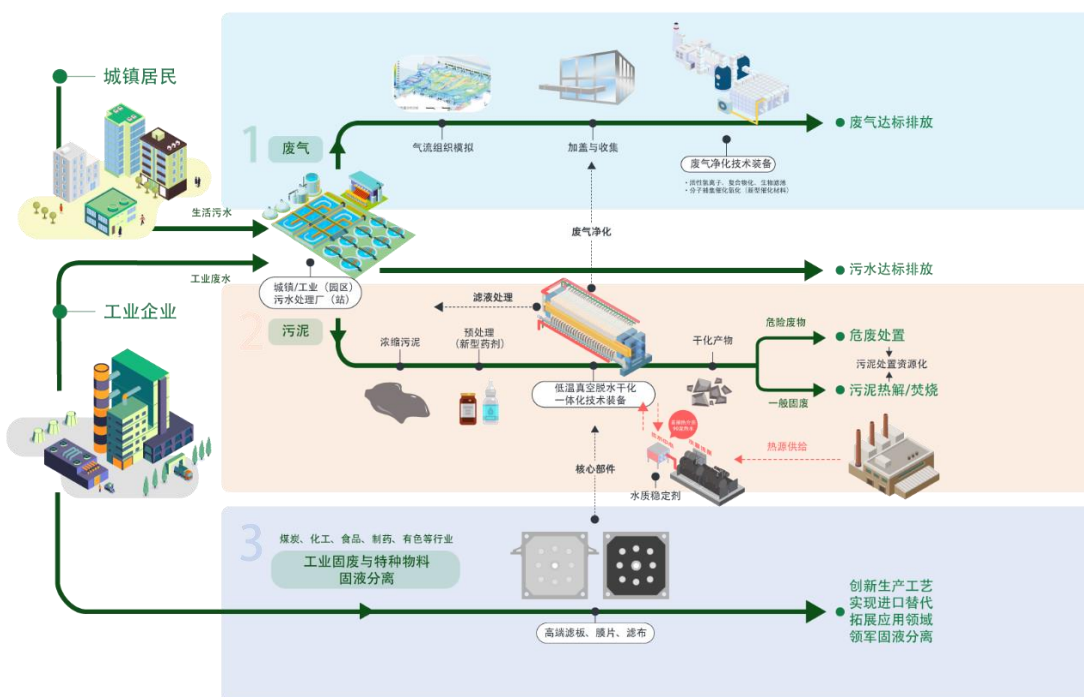 城镇居民
生活污水
工业废水
工业企业
1
废气
气流组织模拟
加盖与收集
废气净化技术装备
废气达标排放
废气净化
城镇/工业（园区）
污水处理厂（站）
污水达标排放
2
污泥
滤液处理
浓缩污泥
预处理
（新型药剂）
低温真空脱水干化
一体化技术装备
干化产物
危险废物
一般固废
危废处置
污泥处置资源化
污泥热解/焚烧
热源供给
水质稳定剂
核心部件
3
煤炭、化工、食品、制药、有色等行业
工业固废与特种物料
固液分离
高端滤板、膜片、滤布
创新生产工艺
实现进口替代
拓展应用领域
领军固液分离